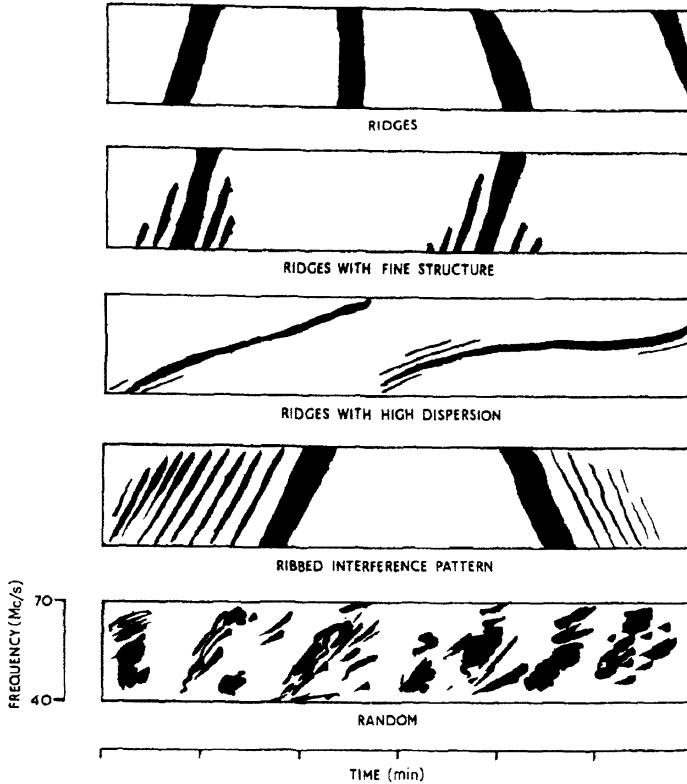 RIDGES
RIDGES WITH FINE STRUCTURE
RIDGES WITH HIGH DISPERSION
RIBBED INTERFERENCE PATTERN
FREQUENCY (Mc/s)
70
40
RANDOM
TIME (min)